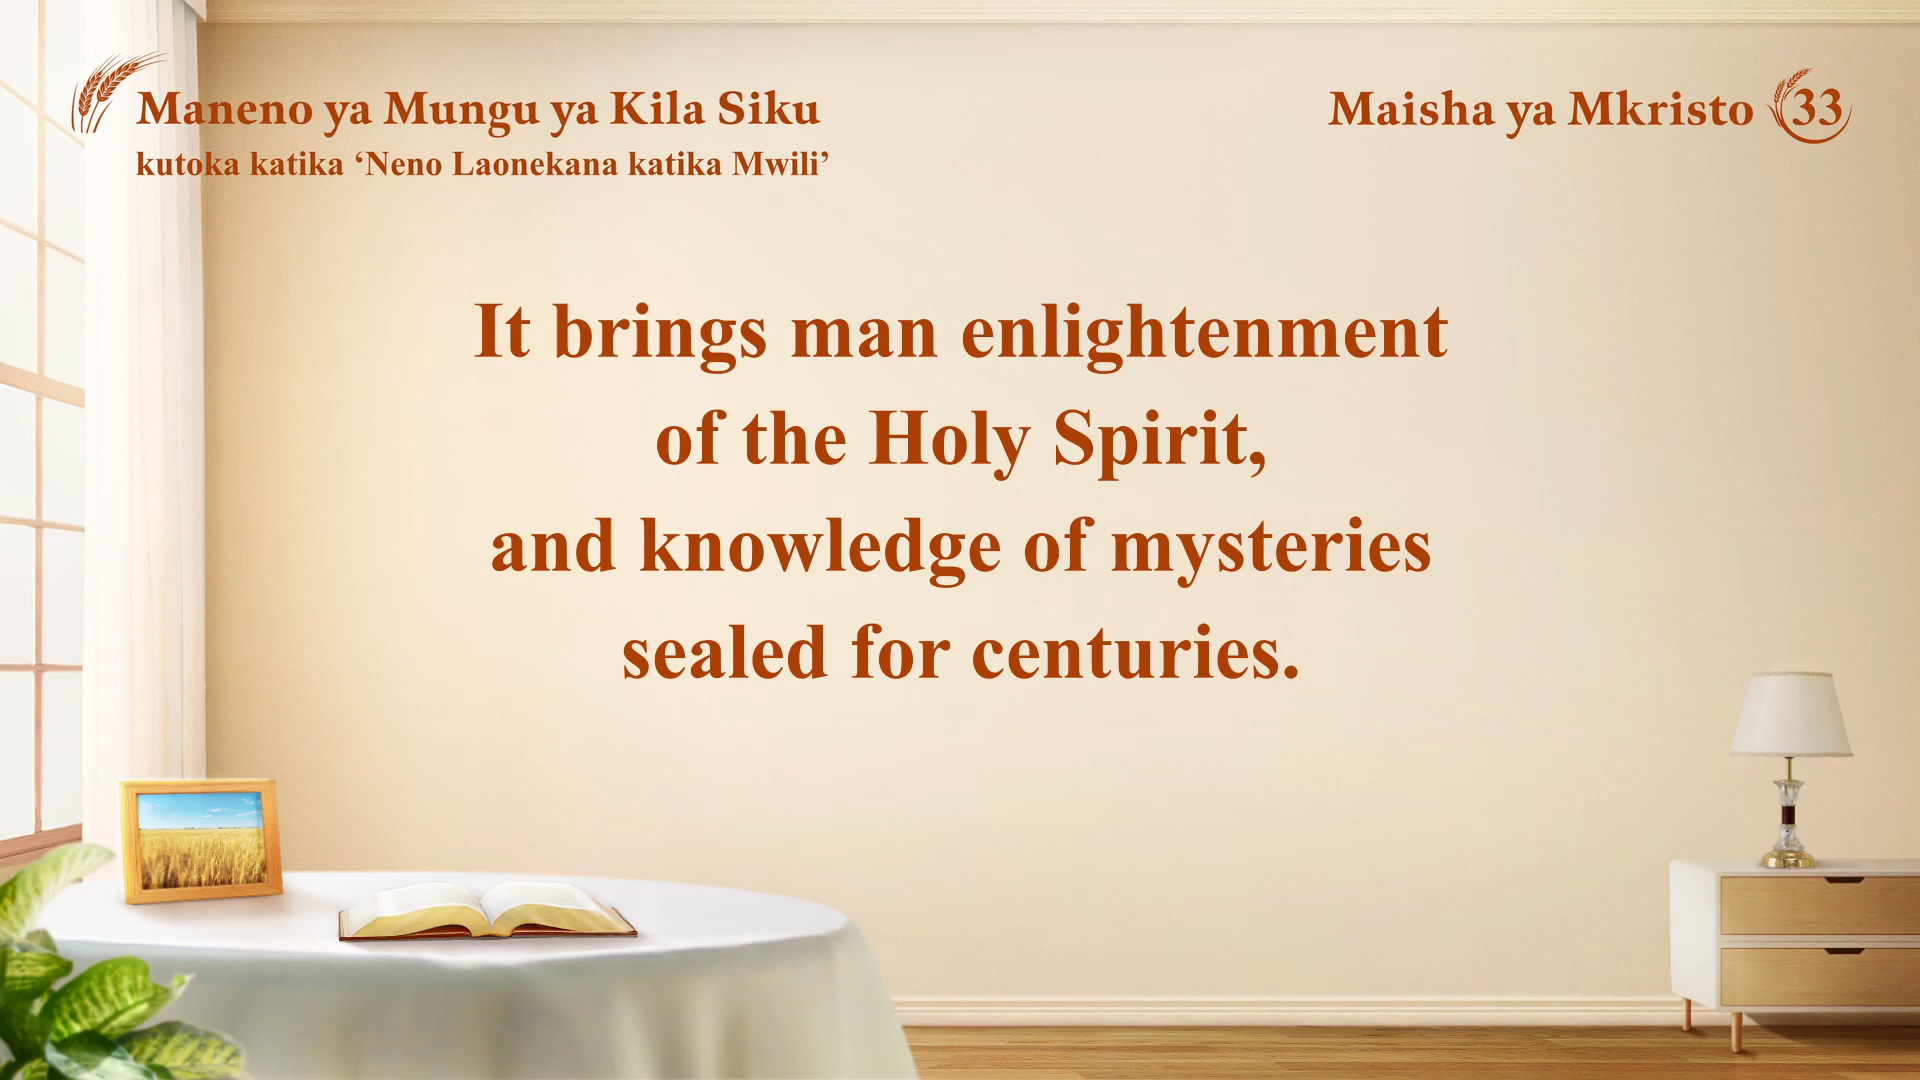 Maneno ya Mungu ya Kila Siku
kutoka katika ‘Neno Laonekana katika Mwili’
Maisha ya Mkristo 33
It brings man enlightenment
of the Holy Spirit,
and knowledge of mysteries
sealed for centuries.